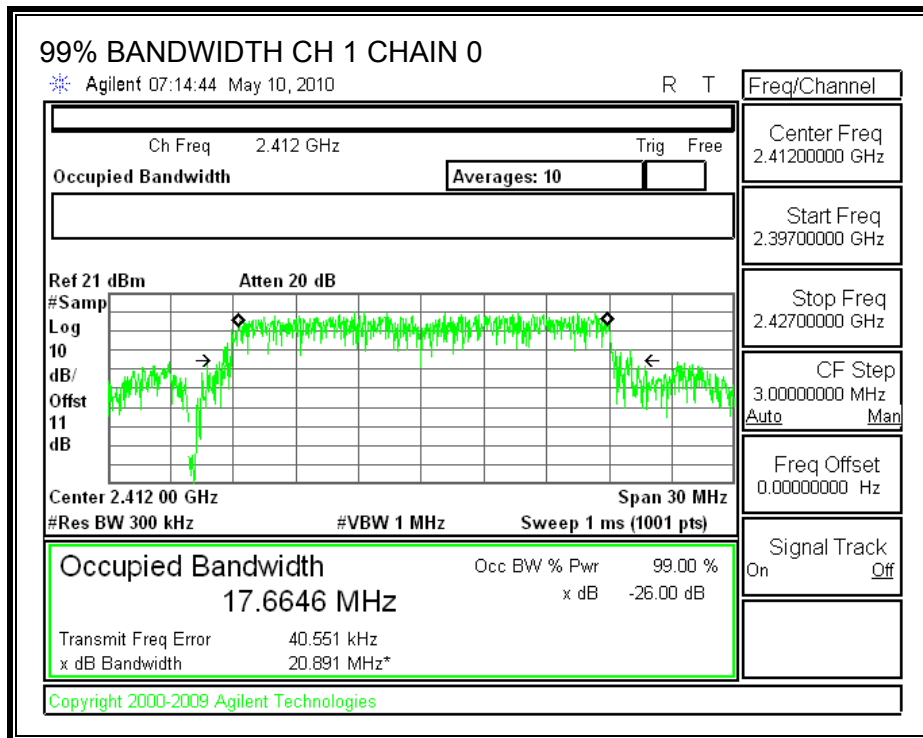 99% BANDWIDTH CH 1 CHAIN 0
Agilent 07:14:44 May 10, 2010 R T
Ch Freq 2.412 GHz Trig Free
Occupied Bandwidth Averages: 10
Ref 21 dBm Atten 20 dB
#Samp
Log
10
dB/
Offst
11
dB
Center 2.412 00 GHz Span 30 MHz
#Res BW 300 kHz #VBW 1 MHz Sweep 1 ms (1001 pts)
Occupied Bandwidth Occ BW % Pwr 99.00 %
17.6646 MHz x dB -26.00 dB
Transmit Freq Error 40.551 kHz
x dB Bandwidth 20.891 MHz*
Copyright 2000-2009 Agilent Technologies
Freq/Channel
Center Freq
2.41200000 GHz
Start Freq
2.39700000 GHz
Stop Freq
2.42700000 GHz
CF Step
3.00000000 MHz
Auto Man
Freq Offset
0.00000000 Hz
Signal Track
On Off